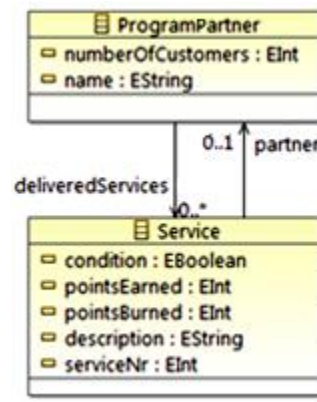 ProgramPartner
numberOfCustomers : EInt
name : EString
0..1 partner
deliveredServices
0..*
Service
condition : EBoolean
pointsEarned : EInt
pointsBurned : EInt
description : EString
serviceNr : EInt